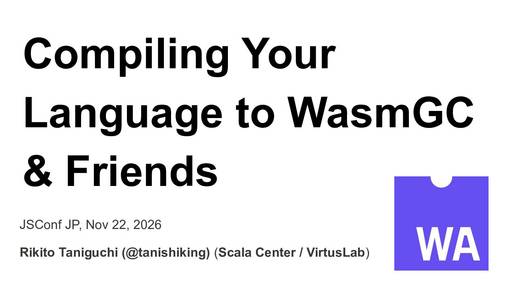 Compiling Your
Language to WasmGC
& Friends
JSConf JP, Nov 22, 2026
Rikito Taniguchi (@tanishiking) (Scala Center / VirtusLab)
WA